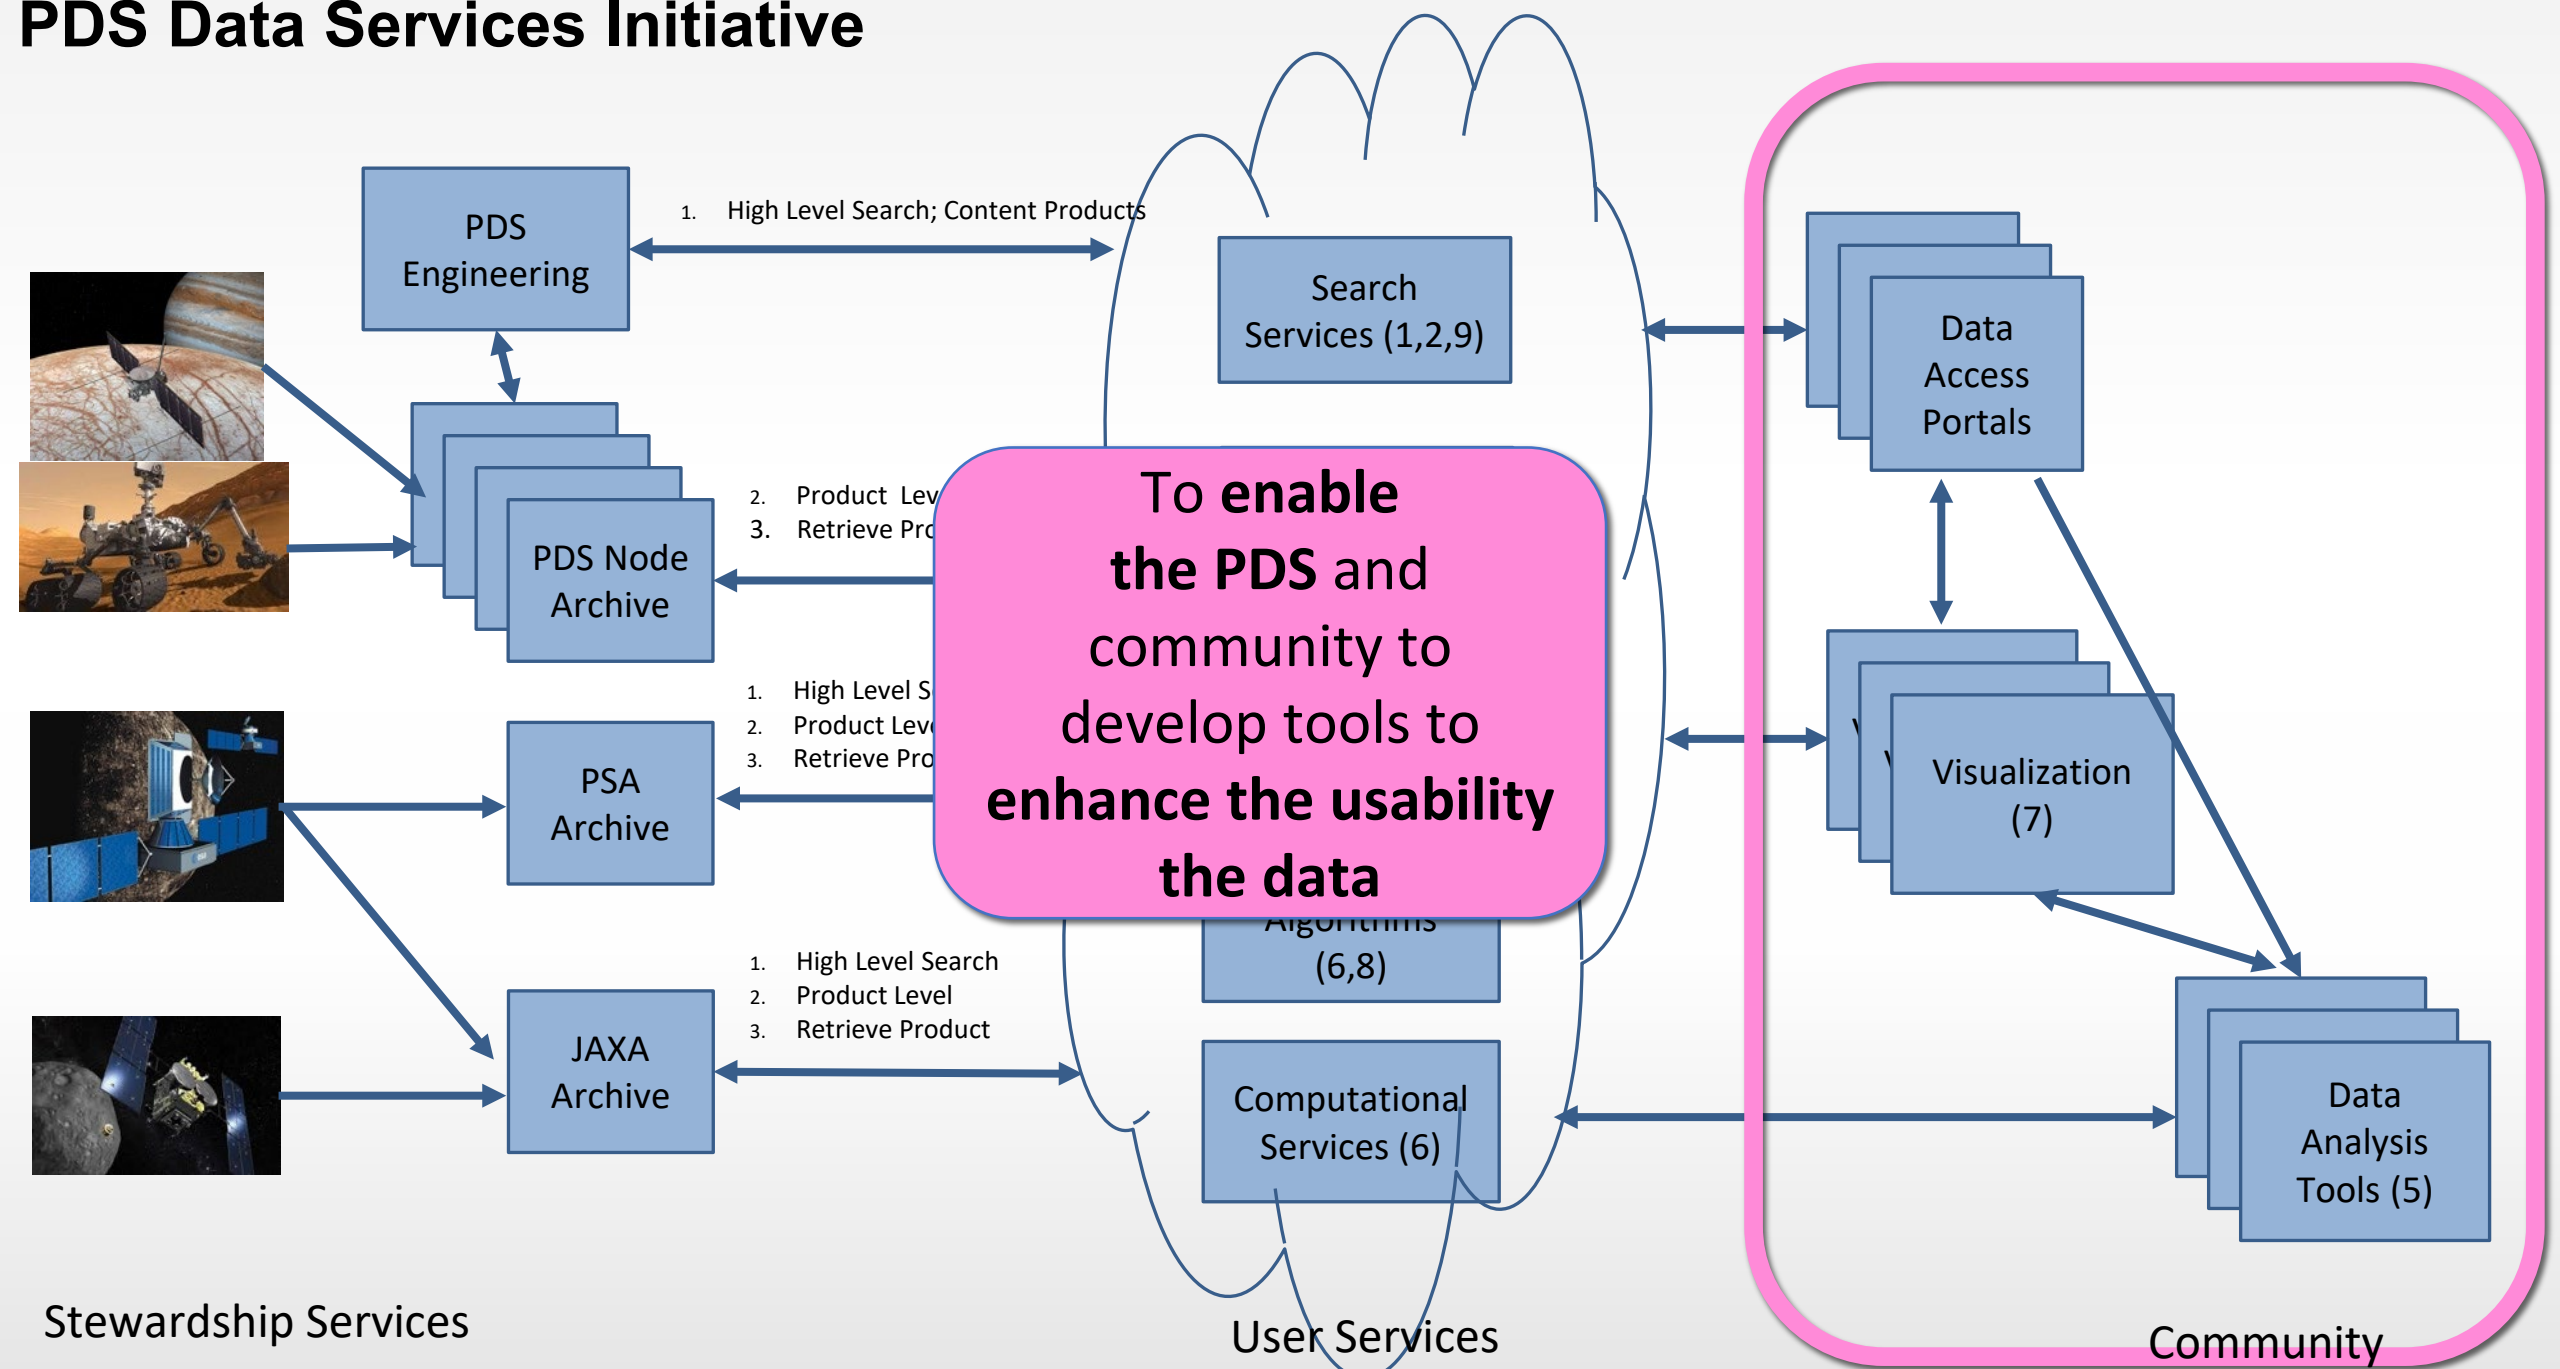 PDS Data Services Initiative
PDS
Engineering
1. High Level Search; Content Products
Search
Services (1,2,9)
Data
Access
Portals
PDS Node
Archive
2. Product
3. Retrieve
To enable
the PDS and
community to
develop tools to
enhance the usability
the data
1. High Level
2. Product
3. Retrieve
PSA
Archive
Visualization
(7)
Algorithms
(6,8)
1. High Level Search
2. Product Level
3. Retrieve Product
JAXA
Archive
Computational
Services (6)
Data
Analysis
Tools (5)
Stewardship Services
User Services
Community